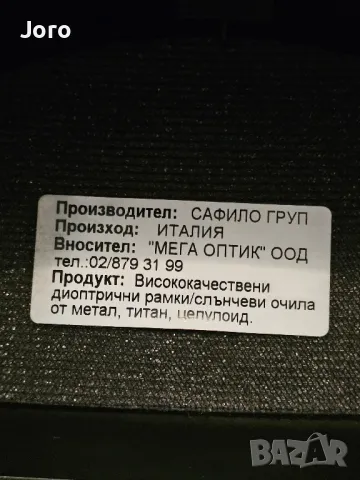 Joro
Производител: САФИЛО ГРУП
Произход: ИТАЛИЯ
Вносител: "МЕГА ОПТИК" ООД
тел.:02/879 31 99
Продукт: Висококачествени
диоптрични рамки/слънчеви очила
от метал, титан, целулоид.
BAZAR